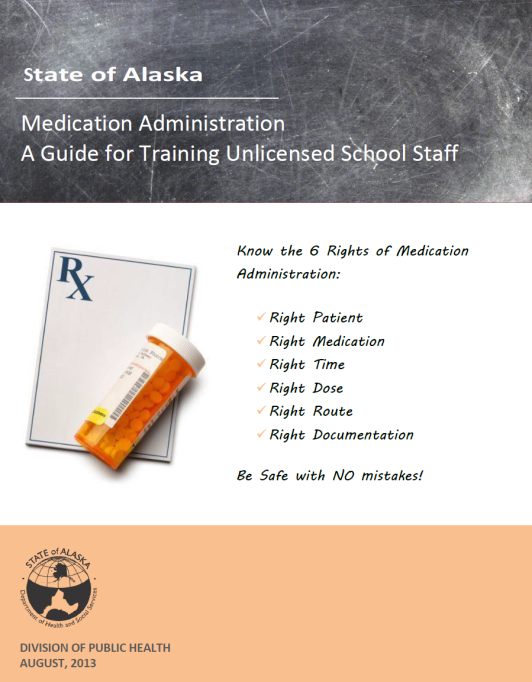 State of Alaska
Medication Administration
A Guide for Training Unlicensed School Staff
Rx
Know the 6 Rights of Medication
Administration:
✓ Right Patient
✓ Right Medication
✓ Right Time
✓ Right Dose
✓ Right Route
✓ Right Documentation
Be Safe with NO mistakes!
STATE of ALASKA
Department of Health and Social Services
DIVISION OF PUBLIC HEALTH
AUGUST, 2013